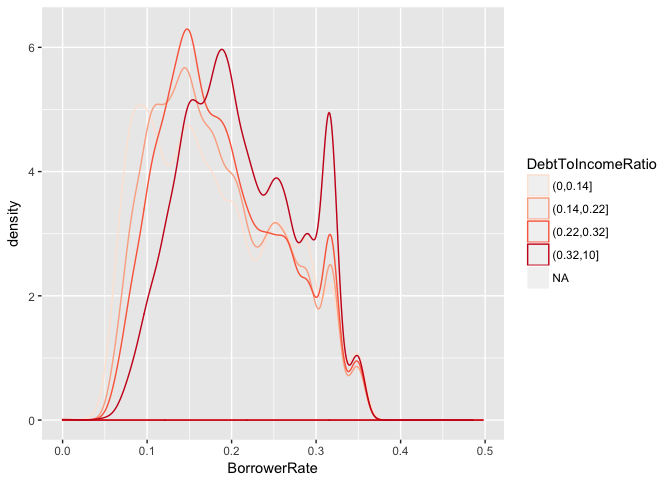 6
4
2
0
density
0.0 0.1 0.2 0.3 0.4 0.5
BorrowerRate
DebtToIncomeRatio
(0,0.14]
(0.14,0.22]
(0.22,0.32]
(0.32,10]
NA